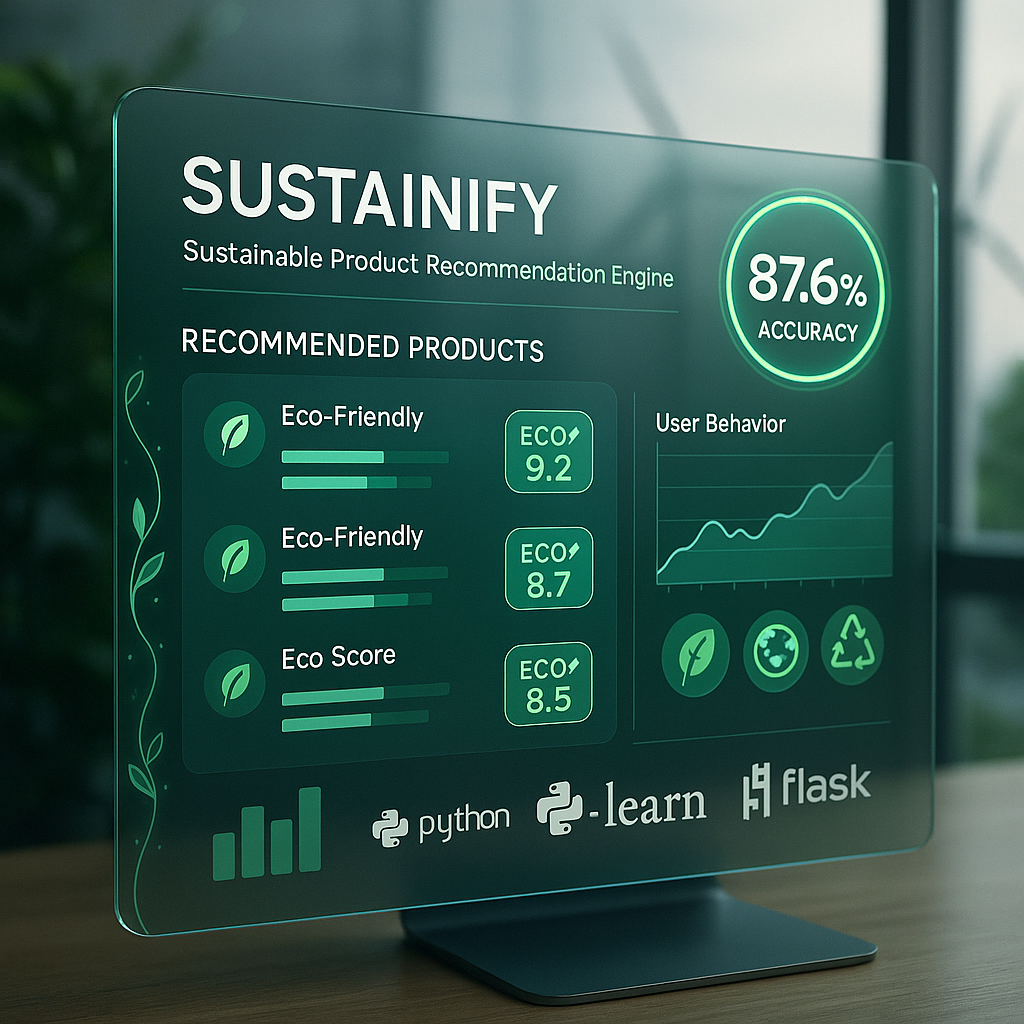 SUSTAINIFY
Sustainable Product Recommendation Engine
87.6%
ACCURACY
RECOMMENDED PRODUCTS
Eco-Friendly
ECO
9.2
Eco-Friendly
ECO
8.7
Eco Score
ECO
8.5
User Behavior
python
-learn
flask